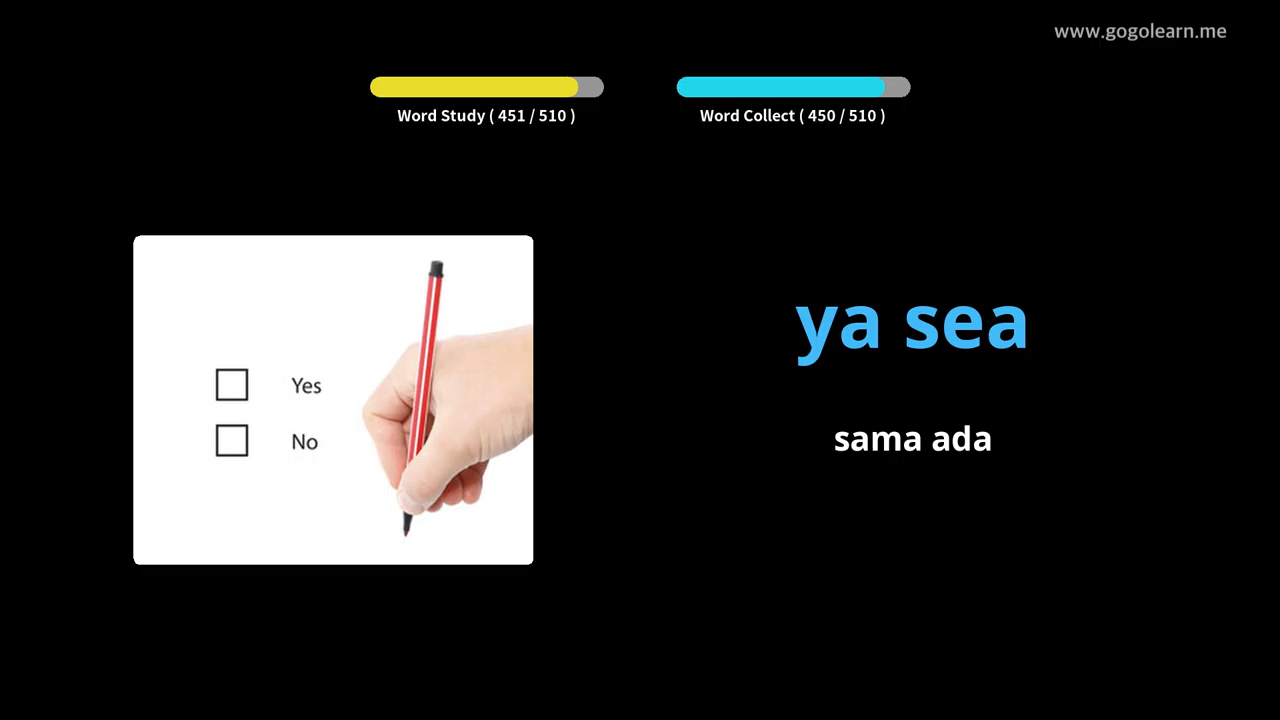 www.gogolearn.me
Word Study ( 451 / 510 )
Word Collect ( 450 / 510 )
Yes
No
ya sea
sama ada